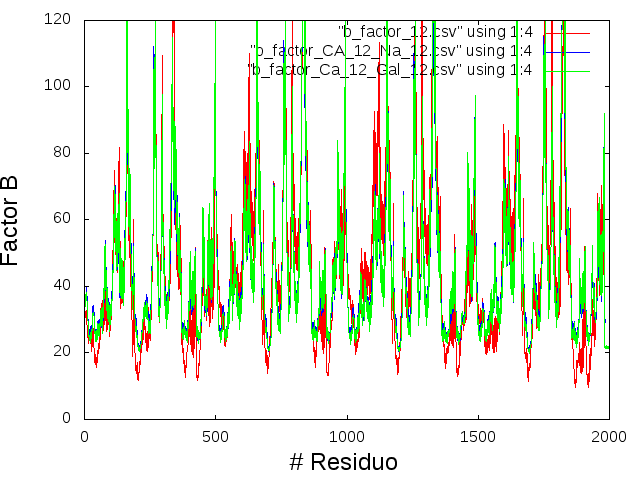 120
100
80
60
40
20
0
Factor B
"b_factor_12.csv" using 1:4
"b_factor_CA_12_Na_12.csv" using 1:4
"b_factor_Ca_12_Gal_12.csv" using 1:4
0 500 1000 1500 2000
# Residuo